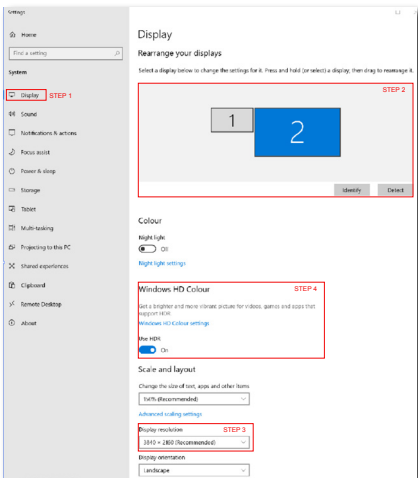 Settings
Home
Find a setting
System
Display
STEP 1
Sound
Notifications & actions
Focus assist
Power & sleep
Storage
Tablet
Multi-tasking
Projecting to this PC
Shared experiences
Clipboard
Remote Desktop
About
Display
Rearrange your displays
Select a display below to change the settings for it. Press and hold (or select) a display, then drag to rearrange it.
STEP 2
1
2
Identify
Detect
Colour
Night light
Off
Night light settings
Windows HD Colour
STEP 4
Get a brighter and more vibrant picture for videos, games and apps that
support HDR
Windows HD Colour settings
Use HDR
On
Scale and layout
Change the size of text, apps and other items
(Recommended)
Advanced scaling settings
Display resolution
STEP 3
3840 × 2160 (Recommended)
Display orientation
Landscape